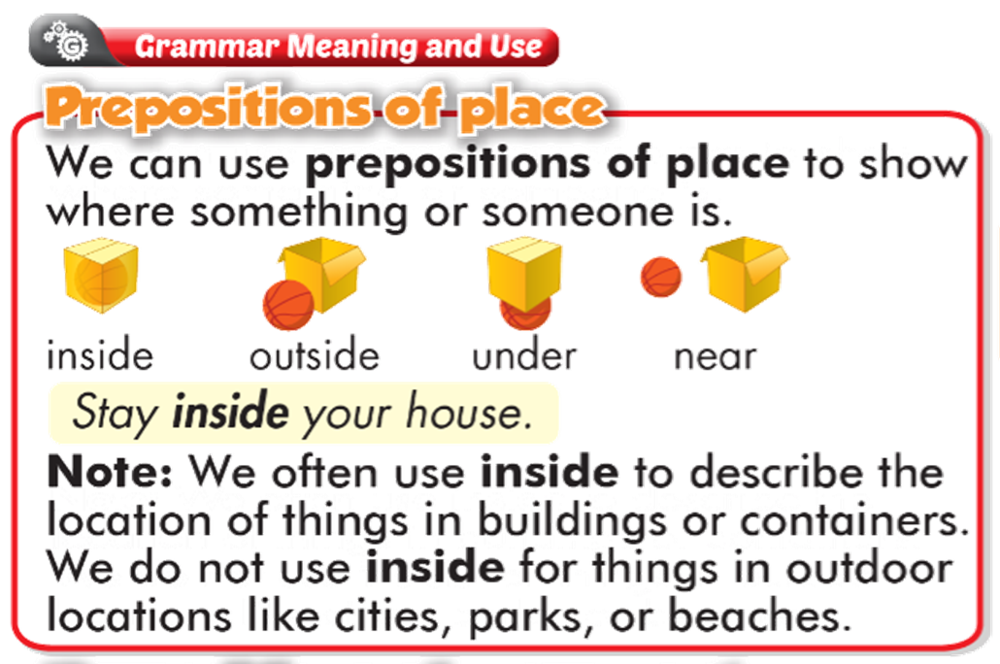 Grammar Meaning and Use
Prepositions of place
We can use prepositions of place to show
where something or someone is.
inside outside under near
Stay inside your house.
Note: We often use inside to describe the
location of things in buildings or containers.
We do not use inside for things in outdoor
locations like cities, parks, or beaches.